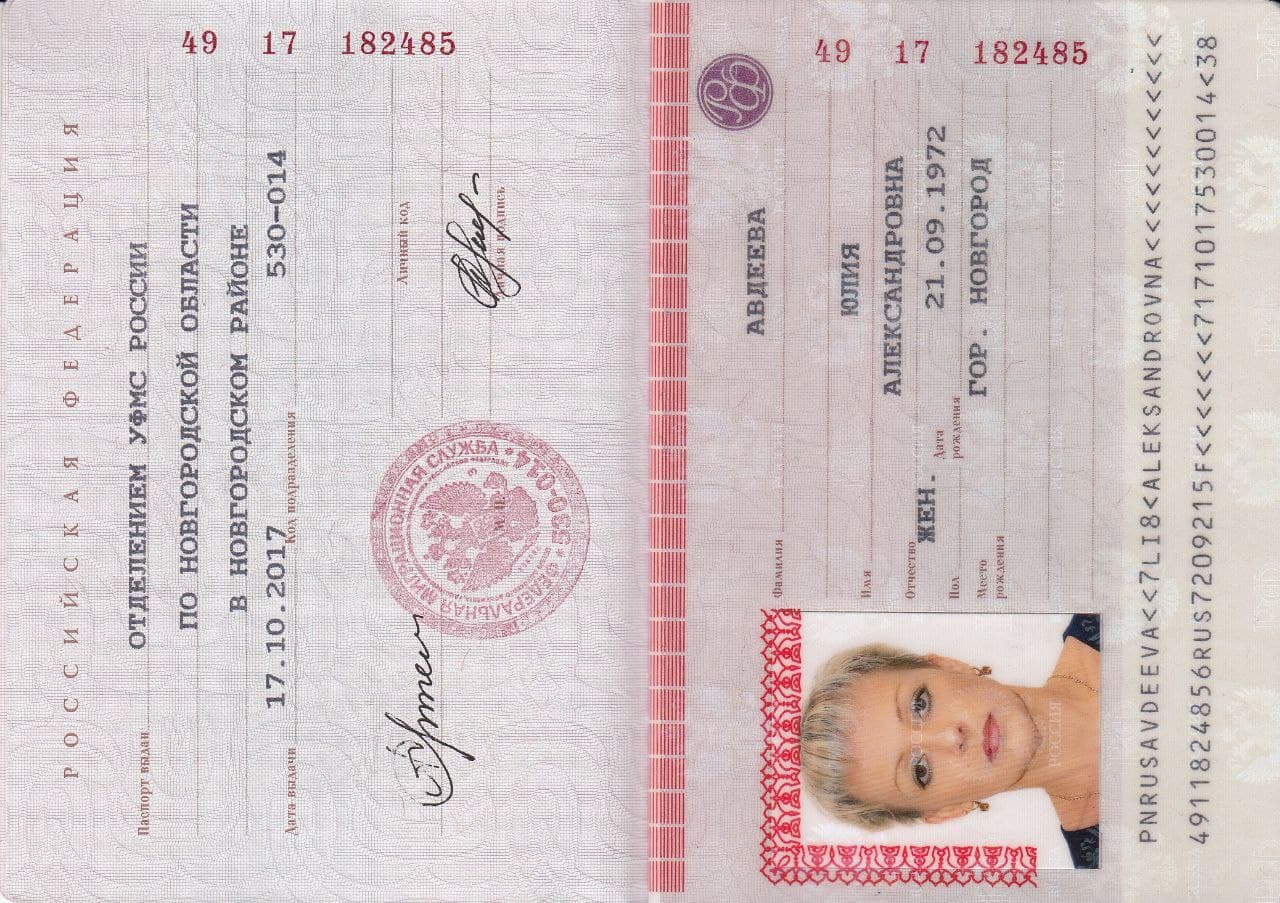 РОССИЙСКАЯ ФЕДЕРАЦИЯ
49 17 182485
Паспорт выдан ОТДЕЛЕНИЕМ УФМС РОССИИ
ПО НОВГОРОДСКОЙ ОБЛАСТИ
В НОВГОРОДСКОМ РАЙОНЕ
Дата выдачи 17.10.2017 Код подразделения 530-014
Личный код
Личная подпись
М.П.
ФЕДЕРАЛЬНАЯ МИГРАЦИОННАЯ СЛУЖБА * 530-014 *
РФ
49 17 182485
Фамилия АВДЕЕВА
Имя ЮЛИЯ
Отчество АЛЕКСАНДРОВНА
Пол ЖЕН. Дата рождения 21.09.1972
Место рождения ГОР. НОВГОРОД
РОССИЯ
PNRUSAVDEEVA<<7LI8<ALEKSANDROVNA<<<<<<<<<<<<
4911824856RUS7209215F<<<<<<<7171017530014<38